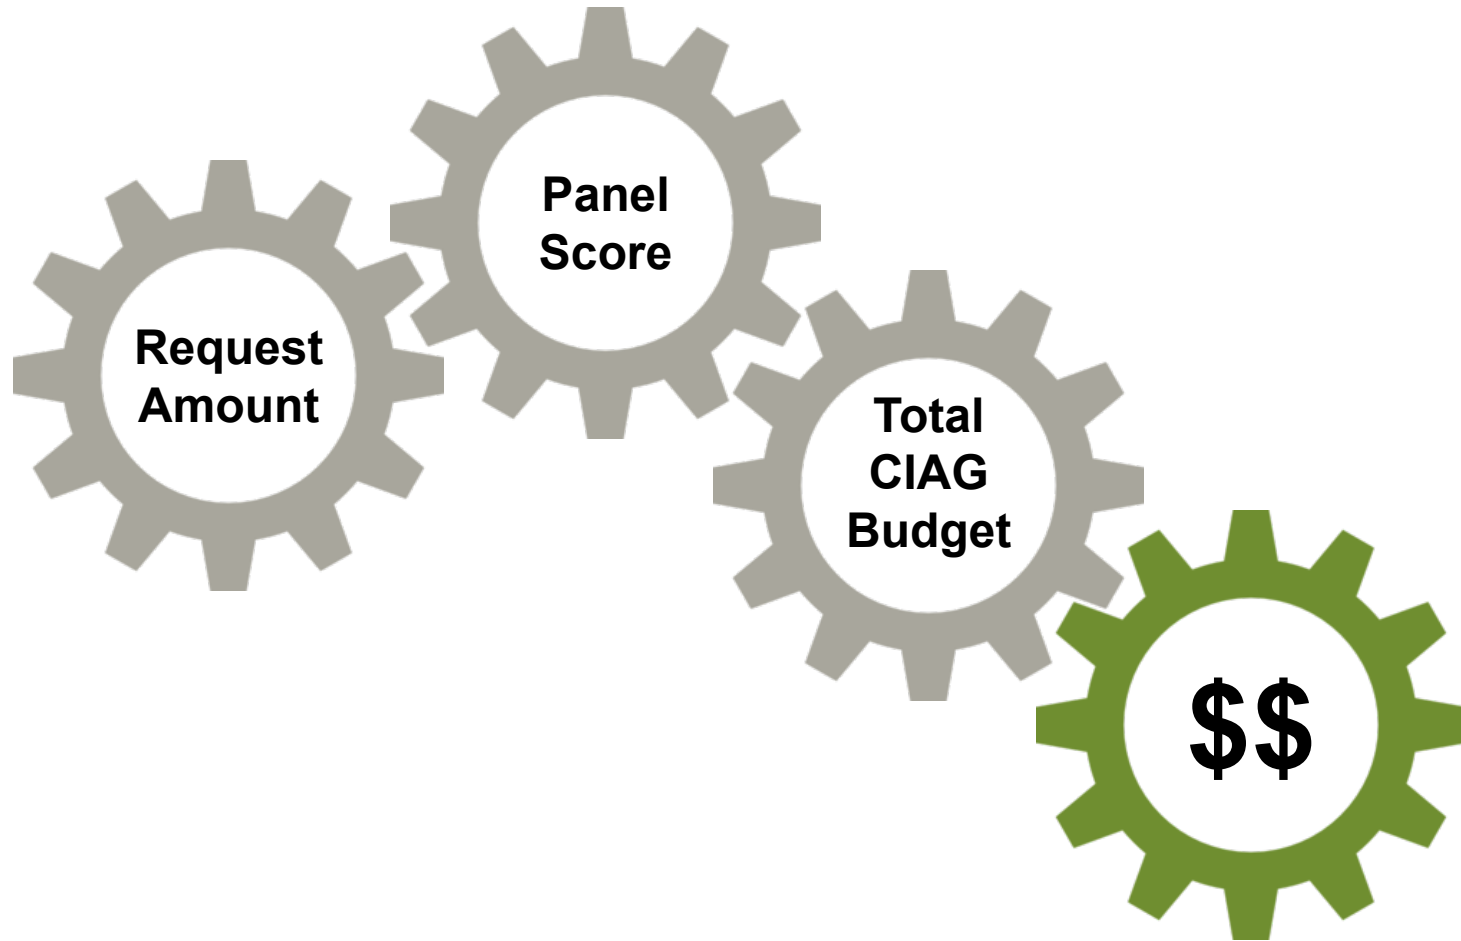 Panel
Score
Request
Amount
Total
CIAG
Budget
$$